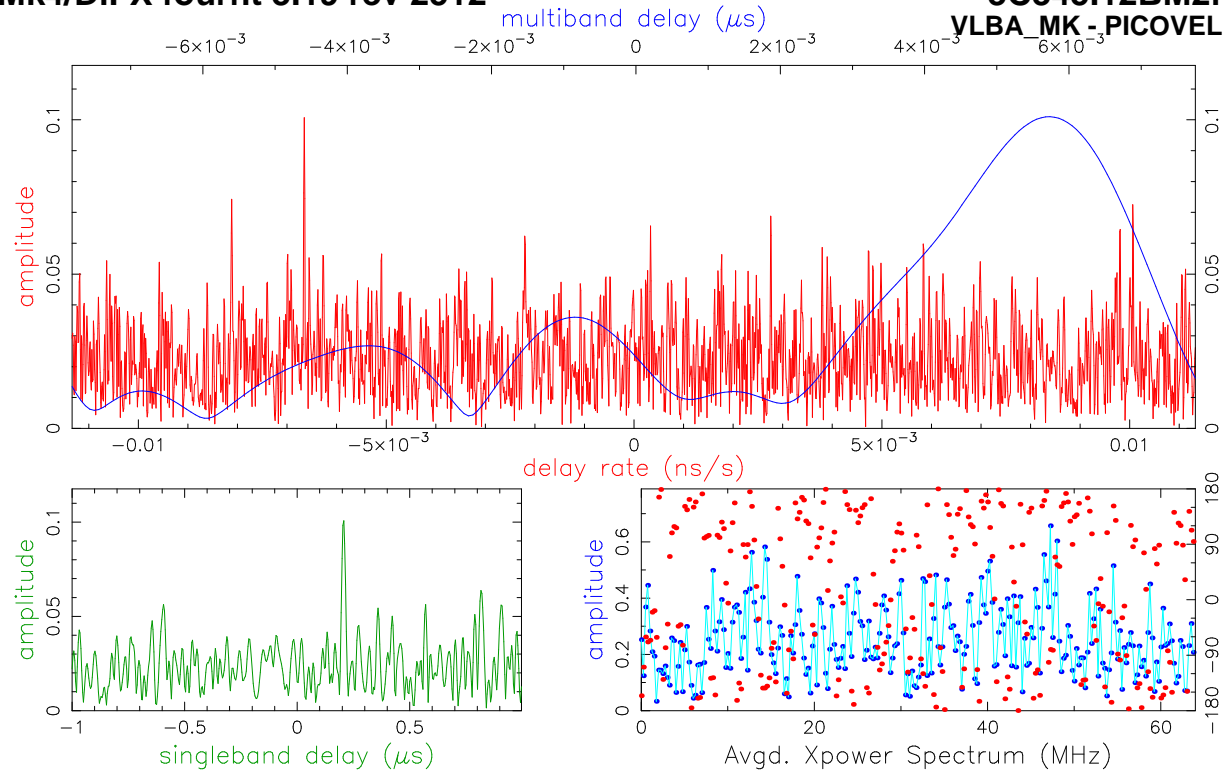 multiband delay (μs)
VLBA_MK - PICOVEL
−6×10⁻³ −4×10⁻³ −2×10⁻³ 0 2×10⁻³ 4×10⁻³ 6×10⁻³
amplitude
0 0.05 0.1
0 0.05 0.1
−0.01 −5×10⁻³ 0 5×10⁻³ 0.01
delay rate (ns/s)
amplitude
0 0.05 0.1
−1 −0.5 0 0.5
singleband delay (μs)
amplitude
0 0.2 0.4 0.6
−180 −90 0 90 180
0 20 40 60
Avgd. Xpower Spectrum (MHz)